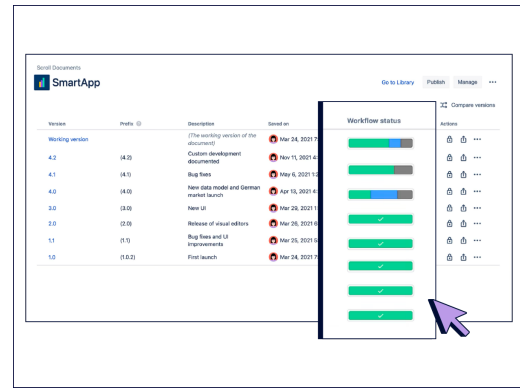 Scroll Documents
SmartApp
Go to Library Publish Manage
Compare versions
Version Prefix Description Saved on Workflow status Actions
Working version (The working version of the Mar 24, 2021
document)
4.2 (4.2) Custom development Nov 11, 2021
documented
4.1 (4.1) Bug fixes May 6, 2021
4.0 (4.0) New data model and German Apr 13, 2021
market launch
3.0 (3.0) New UI Mar 29, 2021
2.0 (2.0) Release of visual editors Mar 26, 2021
1.1 (1.1) Bug fixes and UI Mar 25, 2021
Improvements
1.0 (1.0.2) First launch Mar 24, 2021